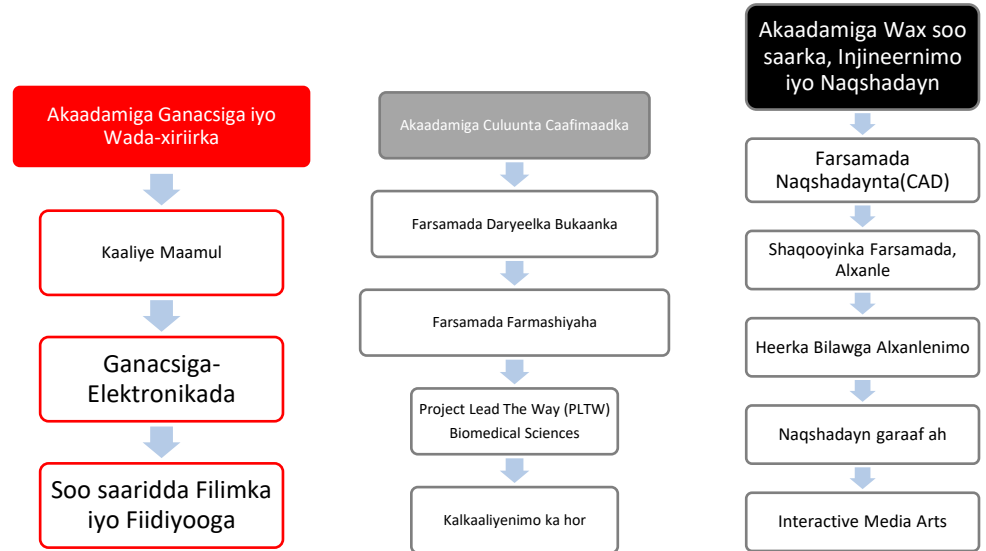 Akaadamiga Ganacsiga iyo
Wada-xiriirka
Kaaliye Maamul
Ganacsiga-
Elektronikada
Soo saaridda Filimka
iyo Fiidiyooga
Akaadamiga Culuunta Caafimaadka
Farsamada Daryeelka Bukaanka
Farsamada Farmashiyaha
Project Lead The Way (PLTW)
Biomedical Sciences
Kalkaaliyenimo ka hor
Akaadamiga Wax soo
saarka, Injineernimo
iyo Naqshadayn
Farsamada
Naqshadaynta(CAD)
Shaqooyinka Farsamada,
Alxanle
Heerka Bilawga Alxanlenimo
Naqshadayn garaaf ah
Interactive Media Arts